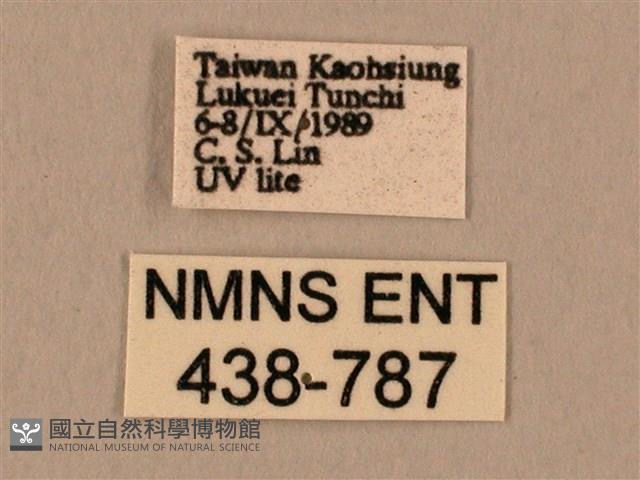 Taiwan Kaohsiung
Lukuei Tunchi
6-8/IX/1989
C. S. Lin
UV lite
NMNS ENT
438-787
國立自然科學博物館
NATIONAL MUSEUM OF NATURAL SCIENCE